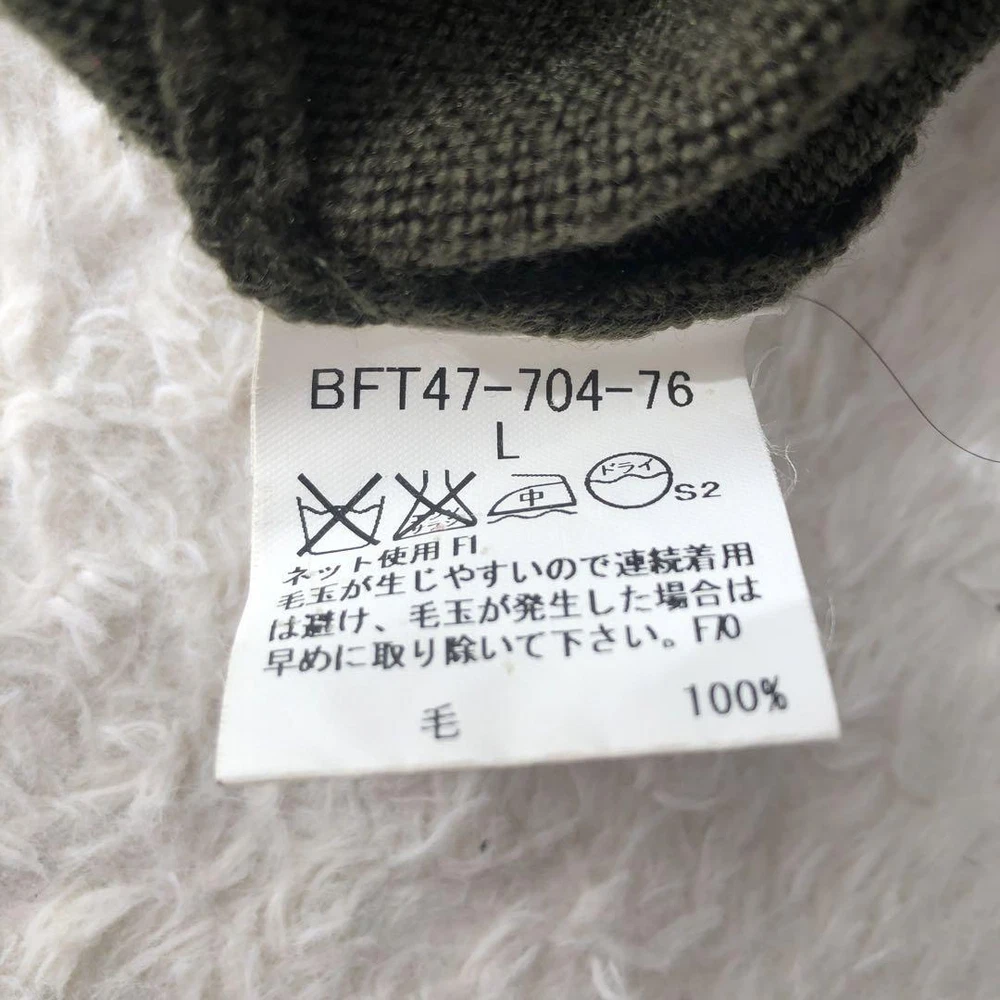 BFT47-704-76
L
中 ドライ S2
ネット使用 F1
毛玉が生じやすいので連続着用
は避け、毛玉が発生した場合は
早めに取り除いて下さい。F70
毛 100%